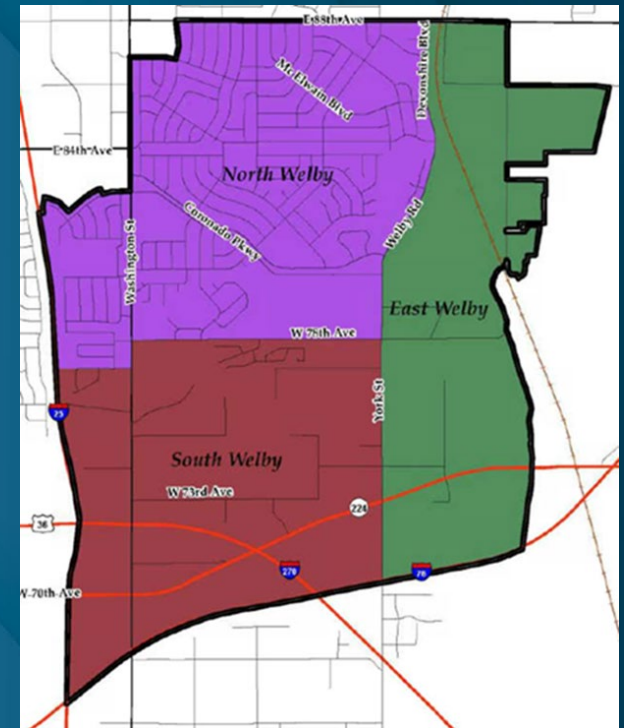 E 88th Ave
Devonshire Blvd
McElwain Blvd
E 84th Ave
North Welby
Coronado Pkwy
Welby Rd
Washington St
East Welby
W 78th Ave
York St
25
South Welby
W 73rd Ave
224
36
270
76
W 70th Ave